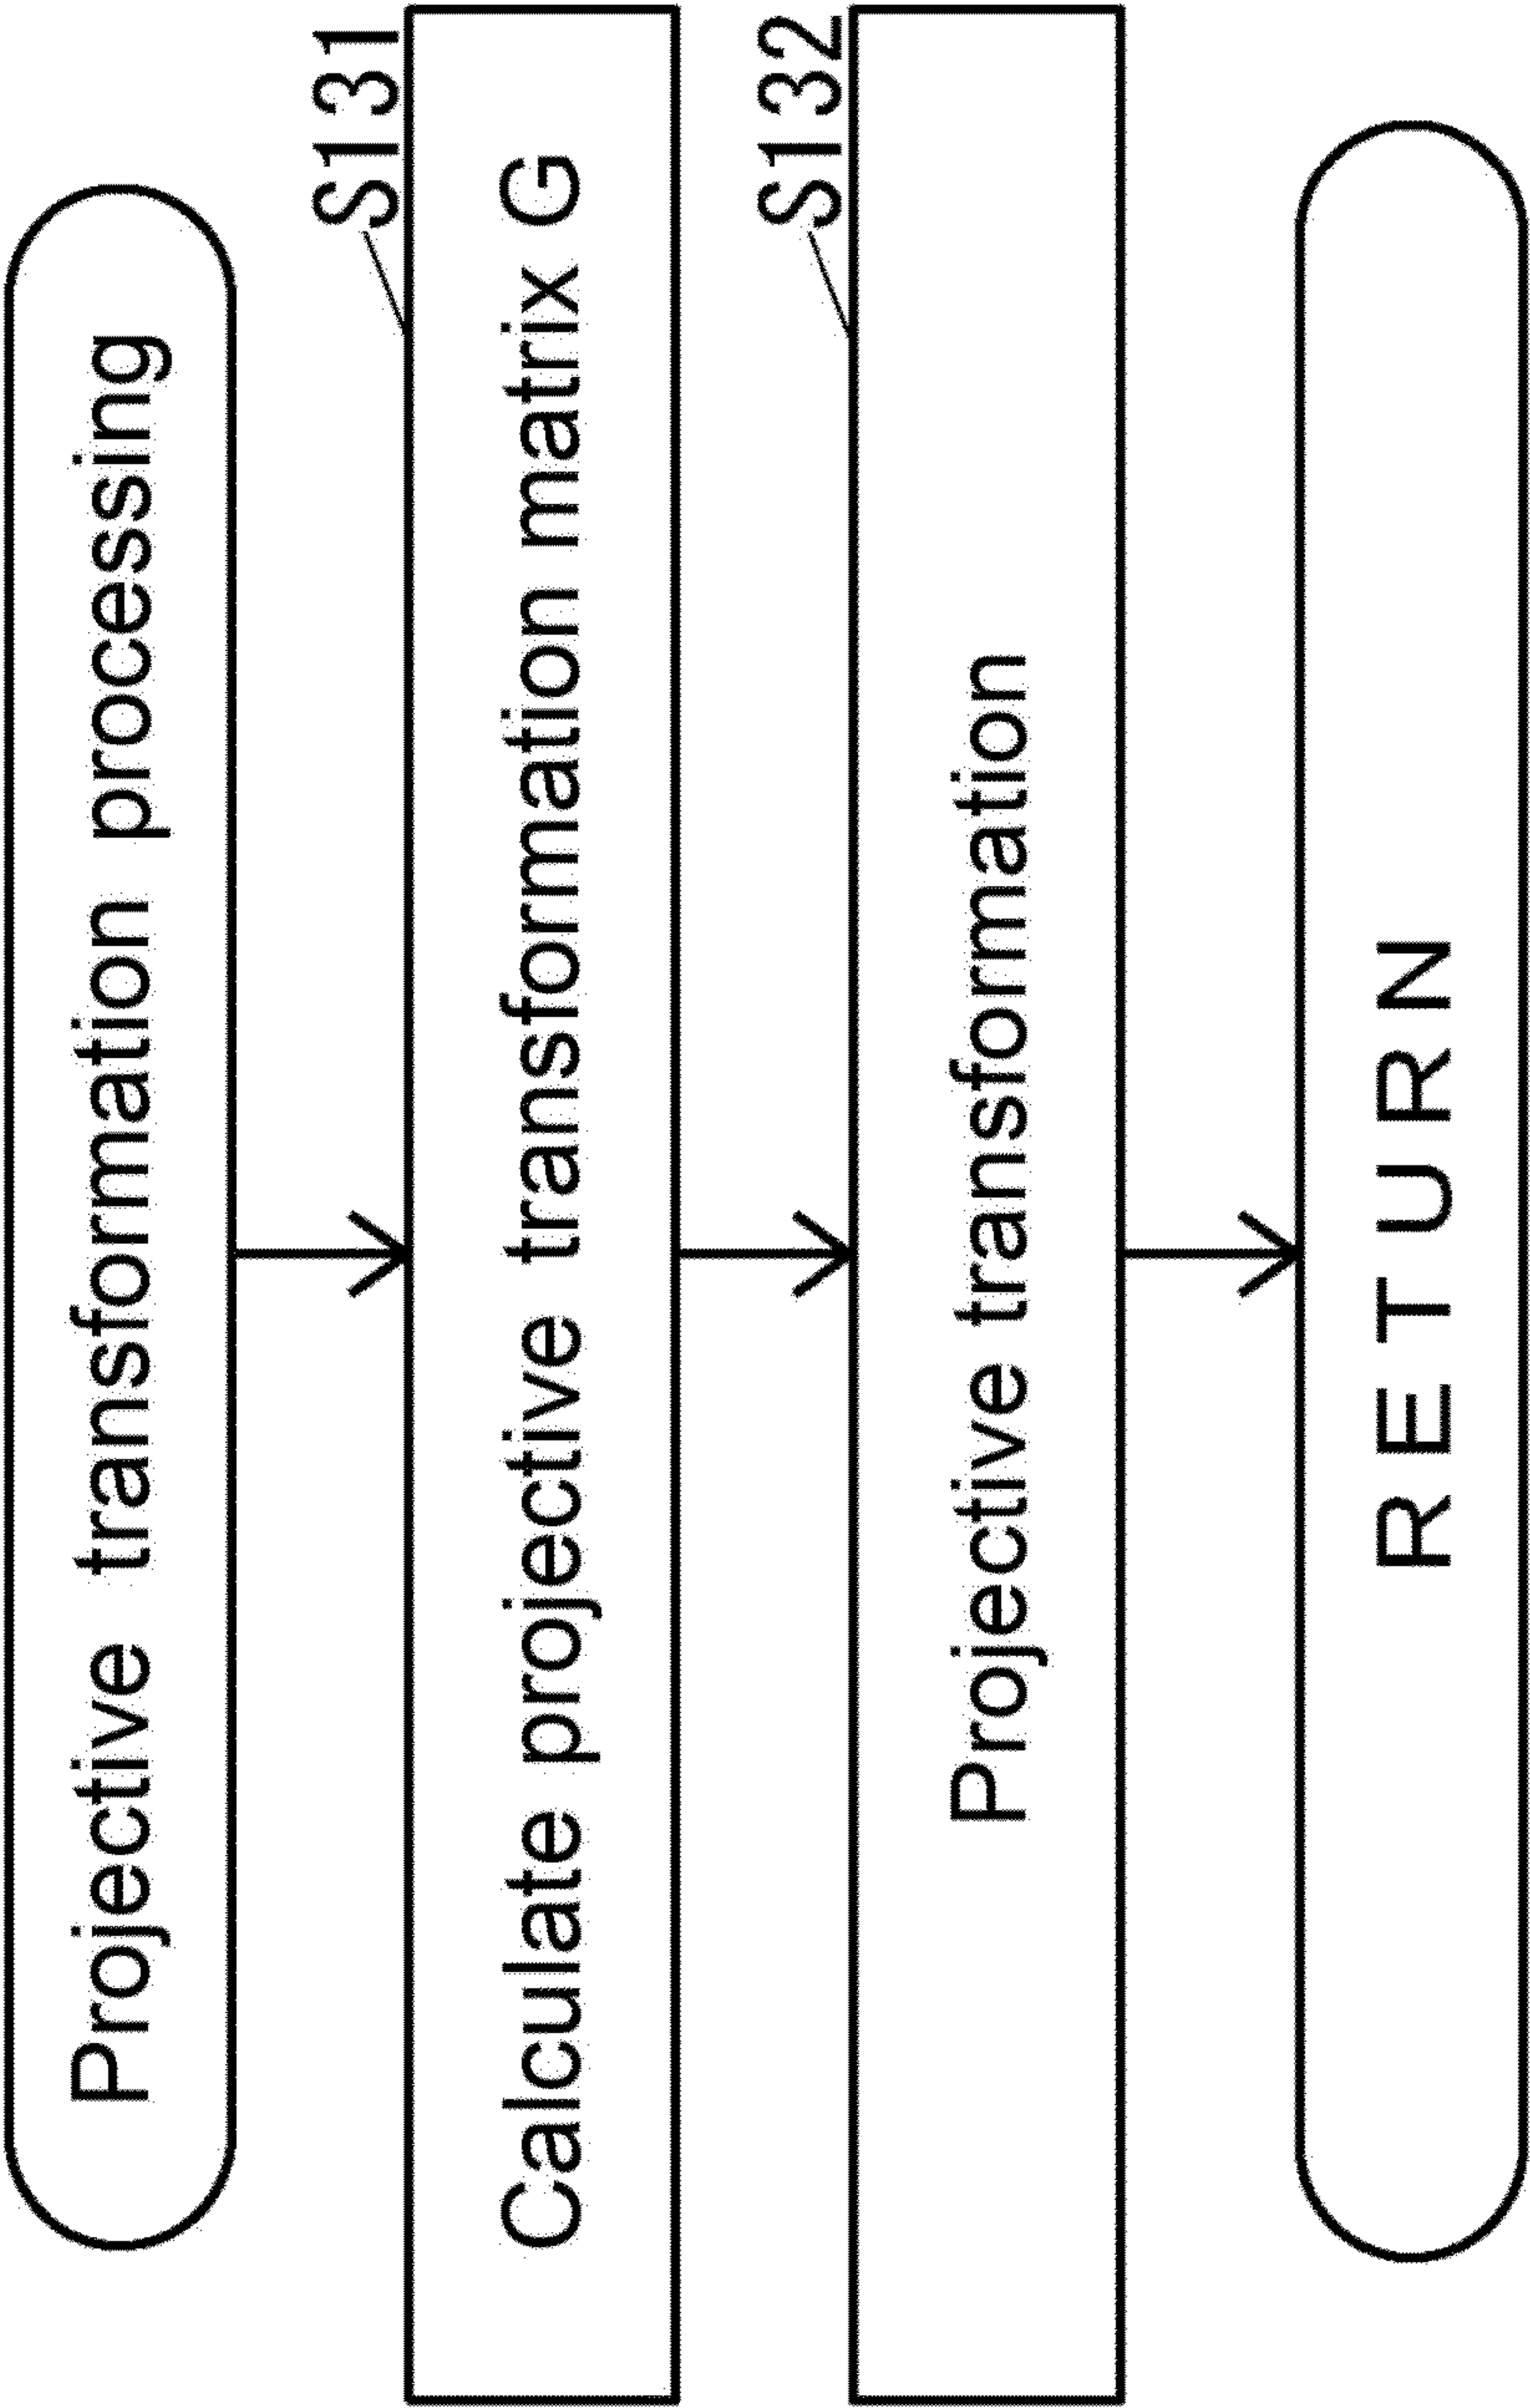 Projective transformation processing
S131
Calculate projective transformation matrix G
S132
Projective transformation
RETURN